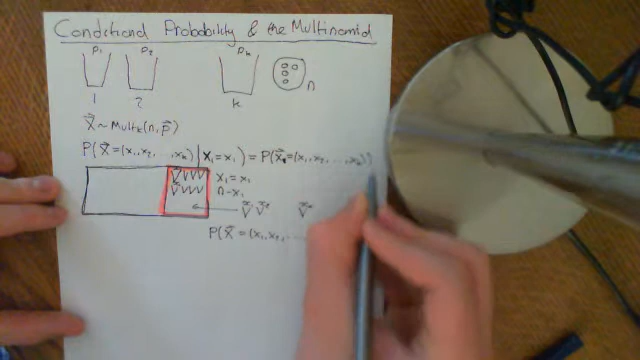 Conditional Probability & the Multinomial
P₁ P₂ Pₖ
1 2 k n
X⃗ ~ Multₖ(n, p⃗)
P(X⃗ = (x₁, x₂, ..., xₖ) | X₁ = x₁) = P(X⃗ = (x₁, x₂, ..., xₖ))
X₁ = x₁
n - x₁
P(X⃗ = (x₁, x₂, ...